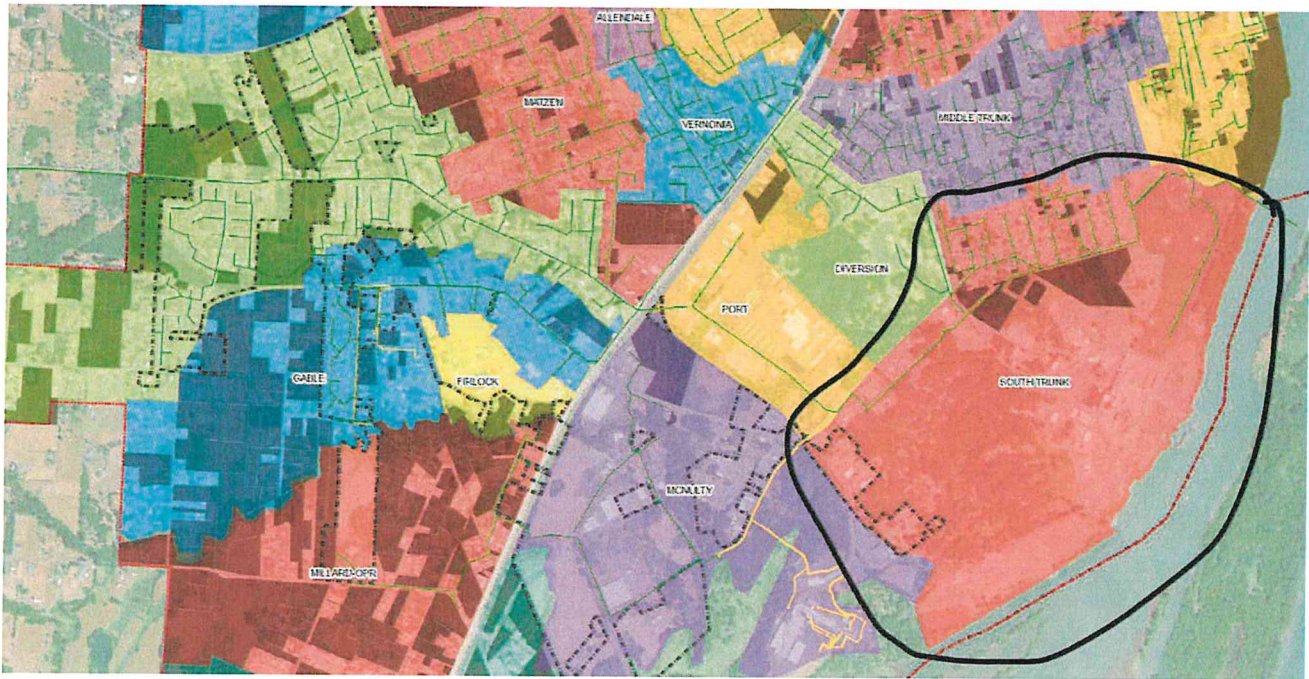 ALLENDALE
MATZEN
VERNONIA
MIDDLE TRUNK
DIVERSION
PORT
GABLE
FIRLOCK
SOUTH TRUNK
MCNULTY
MILLARD-OPR